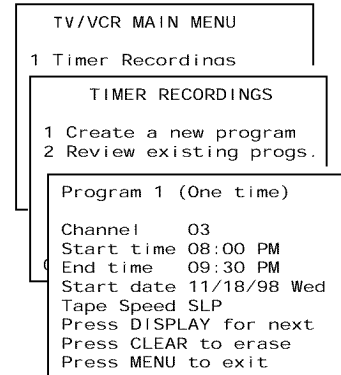 TV/VCR MAIN MENU
1 Timer Recordings
TIMER RECORDINGS
1 Create a new program
2 Review existing progs.
Program 1 (One time)
Channel 03
Start time 08:00 PM
End time 09:30 PM
Start date 11/18/98 Wed
Tape Speed SLP
Press DISPLAY for next
Press CLEAR to erase
Press MENU to exit